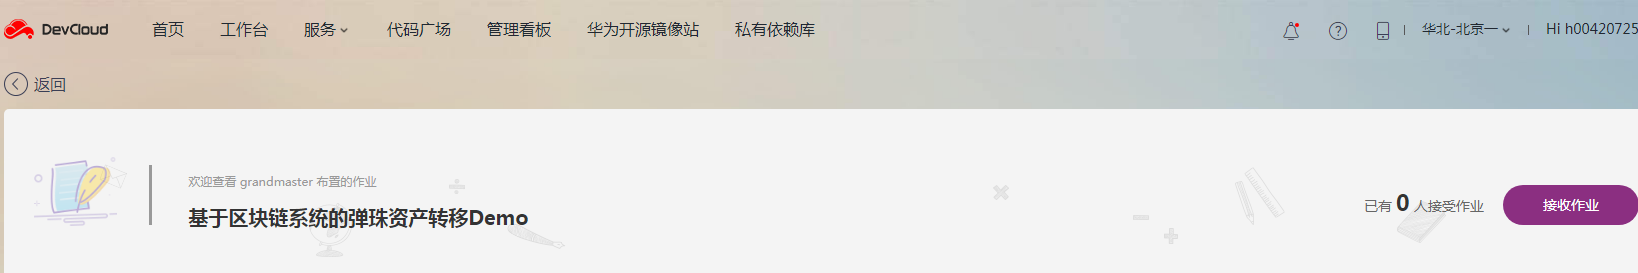 DevCloud 首页 工作台 服务 代码广场 管理看板 华为开源镜像站 私有依赖库 华北-北京一 Hi h00420725
返回
欢迎查看 grandmaster 布置的作业
基于区块链系统的弹珠资产转移Demo
已有 0 人接受作业 接收作业